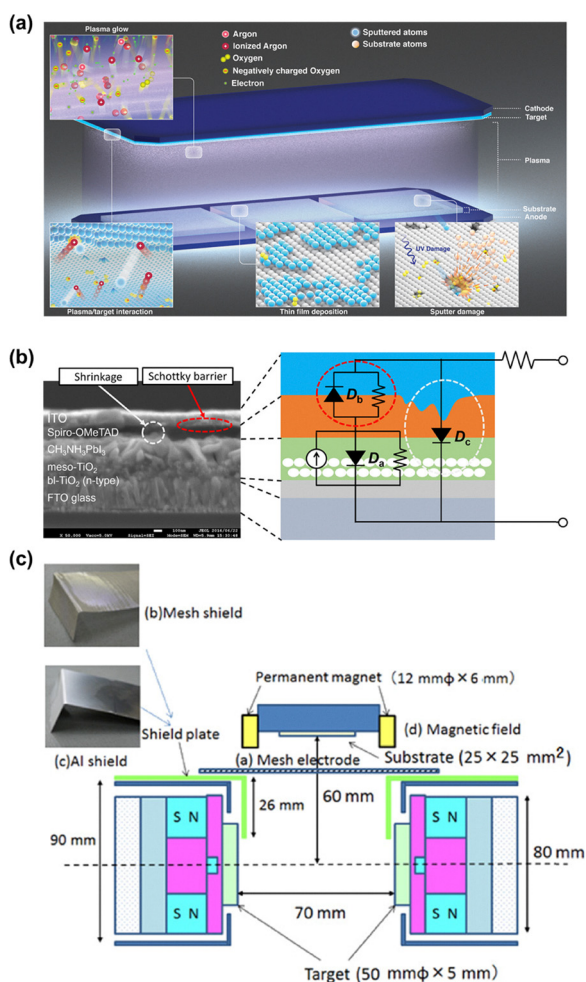 (a)
Plasma glow
Argon
Ionized Argon
Oxygen
Negatively charged Oxygen
Electron
Sputtered atoms
Substrate atoms
Cathode
Target
Plasma
Substrate
Anode
UV Damage
Plasma/target interaction
Thin film deposition
Sputter damage
(b)
Shrinkage
Schottky barrier
ITO
Spiro-OMeTAD
CH3NH3PbI3
meso-TiO2
bl-TiO2 (n-type)
FTO glass
100nm
Db
Da
Dc
(c)
(b)Mesh shield
Shield plate
(c)Al shield
Permanent magnet (12 mmϕ×6 mm)
(d) Magnetic field
Substrate (25×25 mm2)
(a) Mesh electrode
26 mm
60 mm
90 mm
80 mm
S N
S N
S N
S N
70 mm
Target (50 mmϕ×5 mm)